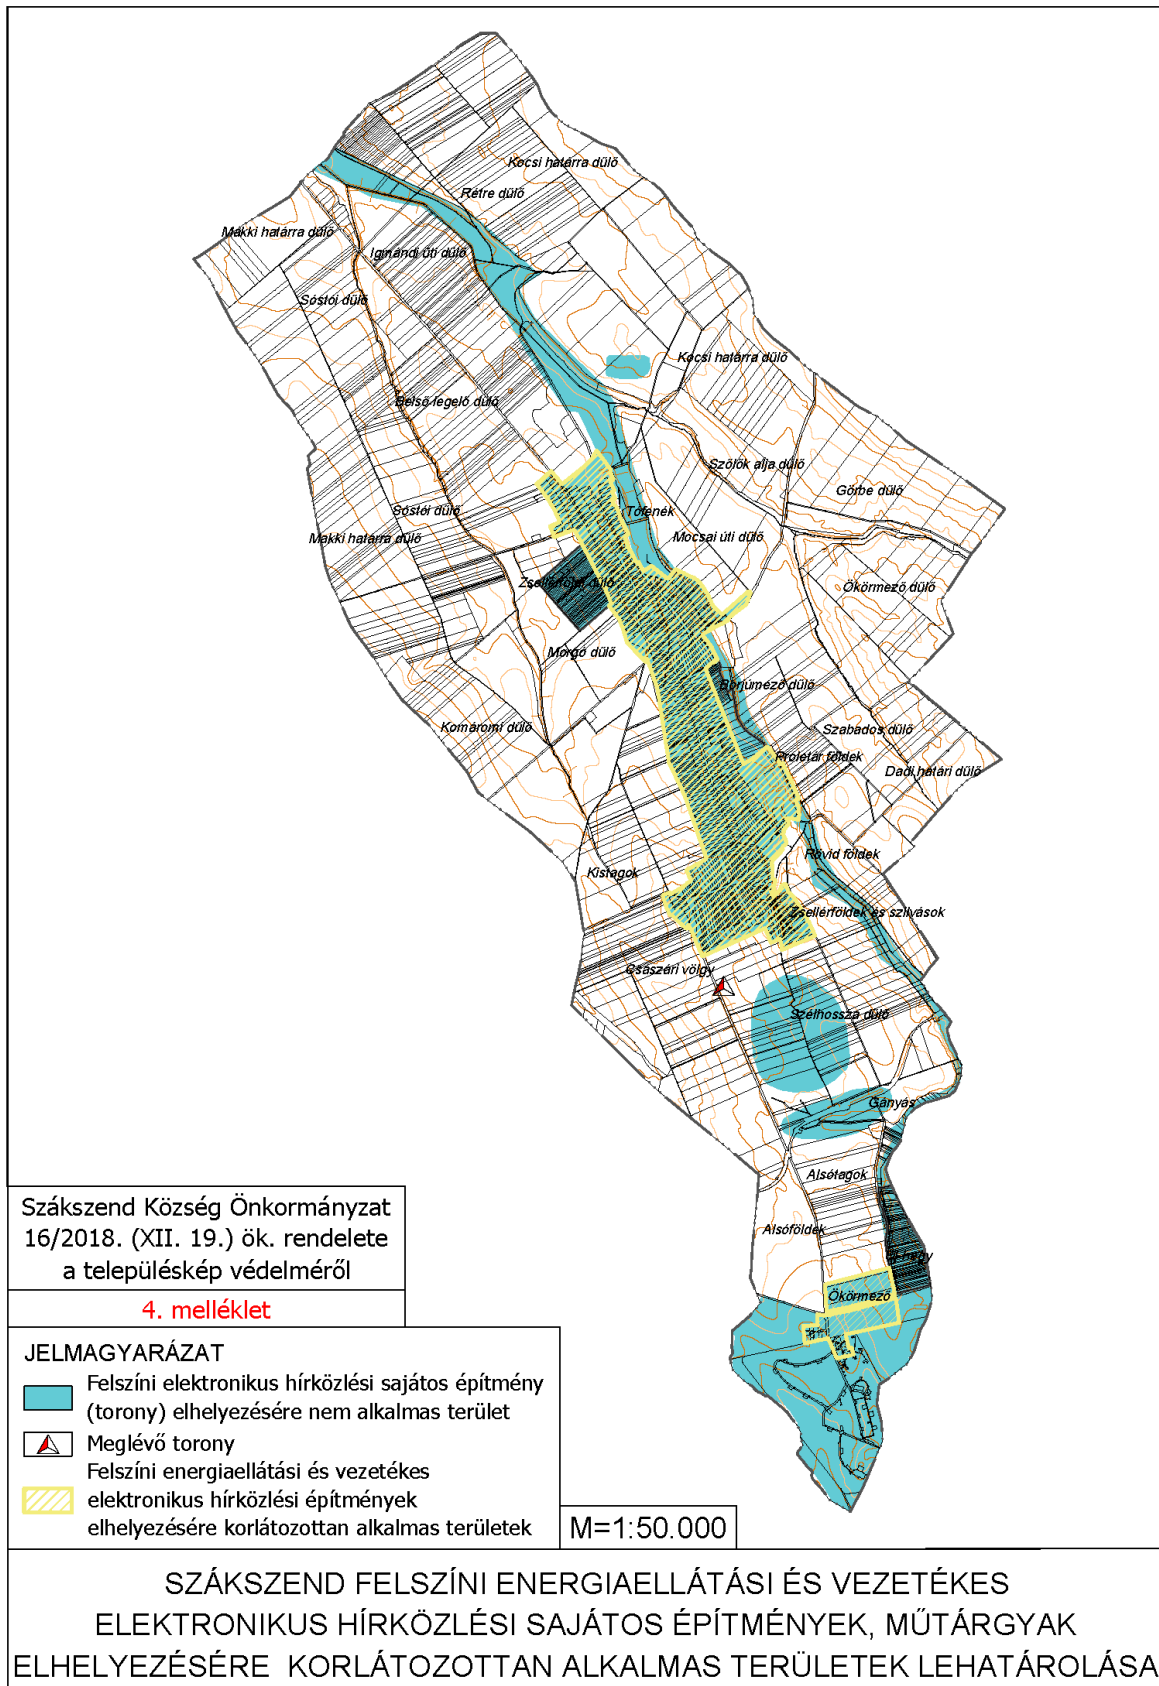 Kocsi határra dűlő
Rétre dűlő
Makki határra dűlő
Igmándi úti dűlő
Sóstói dűlő
Kocsi határra dűlő
Belső legelő dűlő
Szőlők alja dűlő
Görbe dűlő
Sóstói dűlő
Tófenék
Makki határra dűlő
Mocsai úti dűlő
Zsellérföldi dűlő
Ökörmező dűlő
Morgó dűlő
Borjúmező dűlő
Komáromi dűlő
Szabados dűlő
Proletár földek
Dadi határi dűlő
Rövid földek
Kistagok
Zsellérföldek és szilvások
Császári völgy
Szélhossza dűlő
Gányás
Alsótagok
Alsóföldek
Ökörmező
Szákszend Község Önkormányzat
16/2018. (XII. 19.) ök. rendelete
a településkép védelméről
4. melléklet
JELMAGYARÁZAT
Felszíni elektronikus hírközlési sajátos építmény
(torony) elhelyezésére nem alkalmas terület
Meglévő torony
Felszíni energiaellátási és vezetékes
elektronikus hírközlési építmények
elhelyezésére korlátozottan alkalmas területek
M=1:50.000
SZÁKSZEND FELSZÍNI ENERGIAELLÁTÁSI ÉS VEZETÉKES
ELEKTRONIKUS HÍRKÖZLÉSI SAJÁTOS ÉPÍTMÉNYEK, MŰTÁRGYAK
ELHELYEZÉSÉRE KORLÁTOZOTTAN ALKALMAS TERÜLETEK LEHATÁROLÁSA